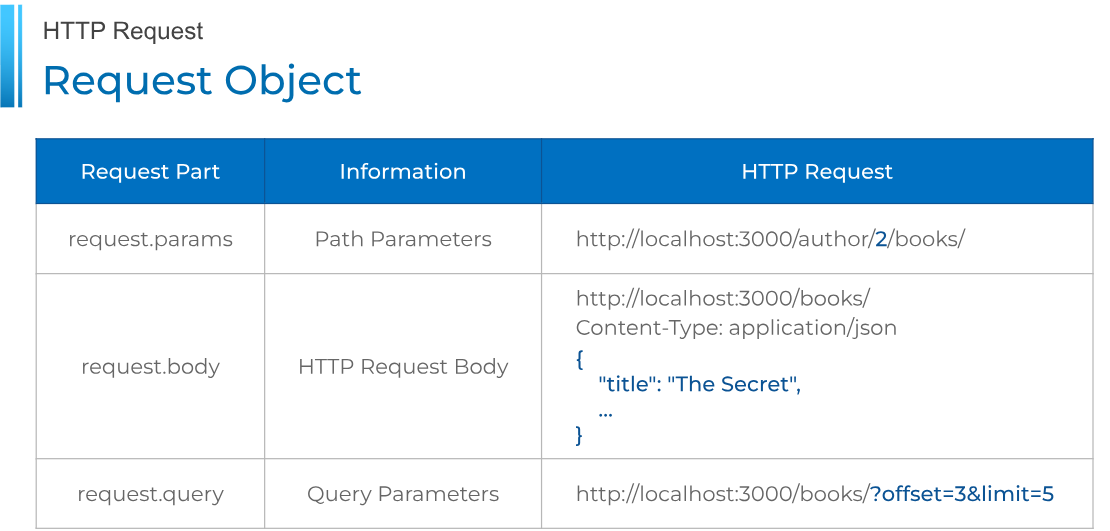 HTTP Request
Request Object
Request Part Information HTTP Request
request.params Path Parameters http://localhost:3000/author/2/books/
request.body HTTP Request Body http://localhost:3000/books/
Content-Type: application/json
{
"title": "The Secret",
...
}
request.query Query Parameters http://localhost:3000/books/?offset=3&limit=5